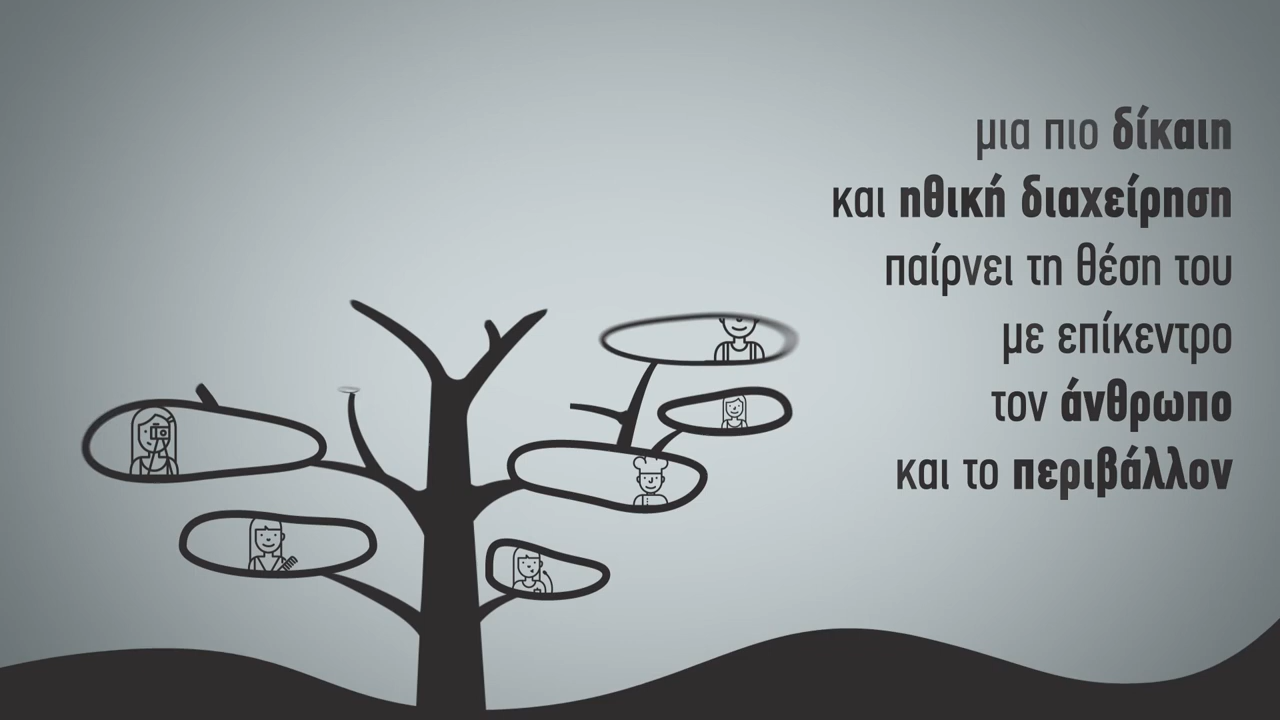 μια πιο δίκαιη
και ηθική διαχείρηση
παίρνει τη θέση του
με επίκεντρο
τον άνθρωπο
και το περιβάλλον